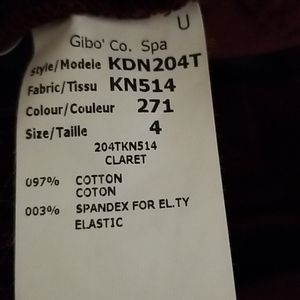 U
Gibo' Co. Spa
Style/Modele KDN204T
Fabric/Tissu KN514
Colour/Couleur 271
Size/Taille 4
204TKN514
CLARET
097% COTTON
COTON
003% SPANDEX FOR EL.TY
ELASTIC